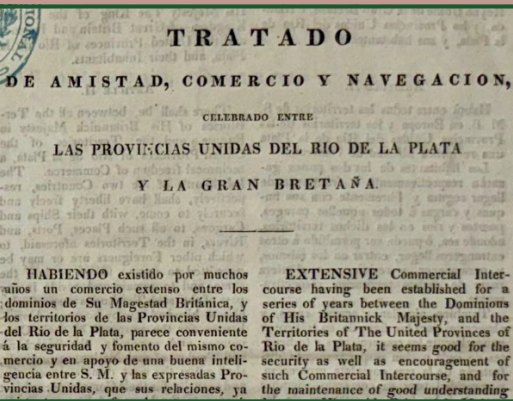 TRATADO
DE AMISTAD, COMERCIO Y NAVEGACION,
CELEBRADO ENTRE
LAS PROVINCIAS UNIDAS DEL RIO DE LA PLATA
Y LA GRAN BRETAÑA.
HABIENDO existido por muchos
años un comercio extenso entre los
dominios de Su Magestad Británica, y
los territorios de las Provincias Unidas
del Rio de la Plata, parece conveniente
á la seguridad y fomento del mismo co-
mercio y en apoyo de una buena inteli-
gencia entre S. M. y las expresadas Pro-
vincias Unidas, que sus relaciones, ya
EXTENSIVE Commercial Inter-
course having been established for a
series of years between the Dominions
of His Britannick Majesty, and the
Territories of The United Provinces of
Rio de la Plata, it seems good for the
security as well as encouragement of
such Commercial Intercourse, and for
the maintenance of good understanding